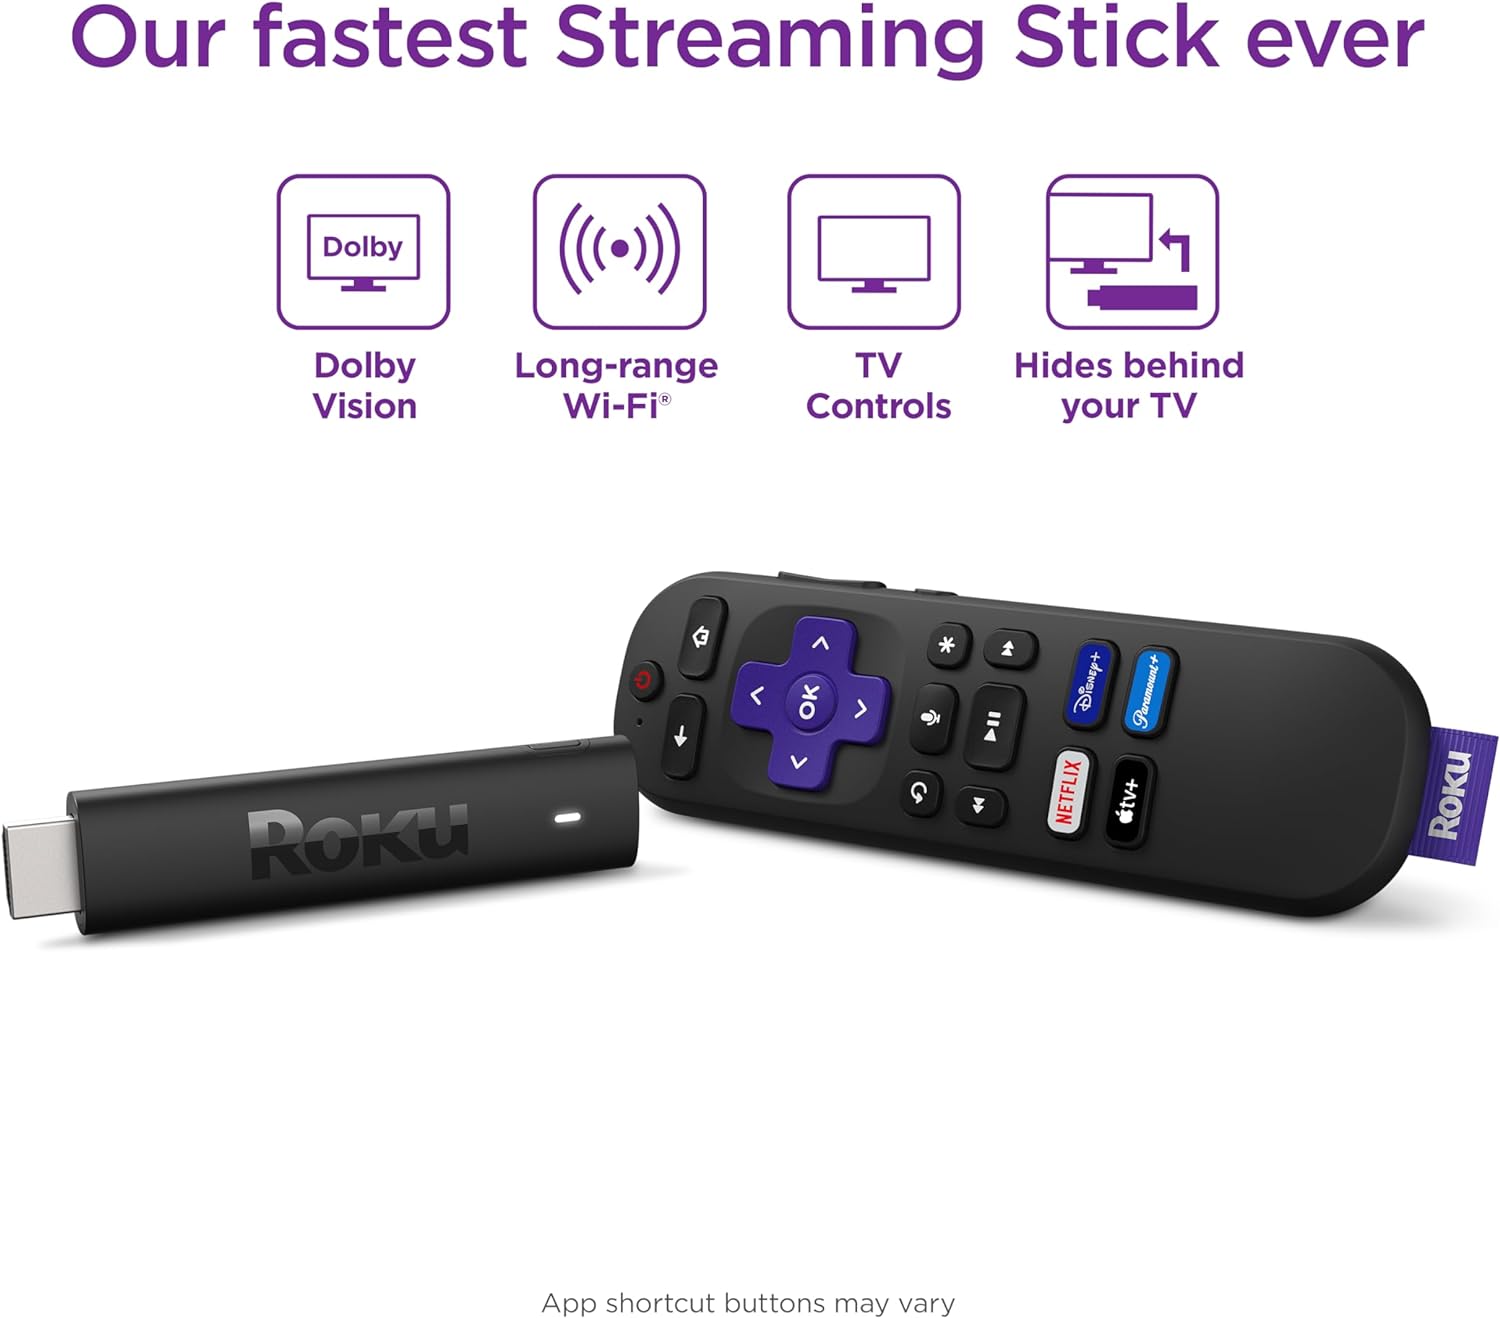 Our fastest Streaming Stick ever
Dolby
Dolby
Vision
Long-range
Wi-Fi®
TV
Controls
Hides behind
your TV
Roku
OK
Disney+
Paramount+
NETFLIX
tv+
Roku
App shortcut buttons may vary